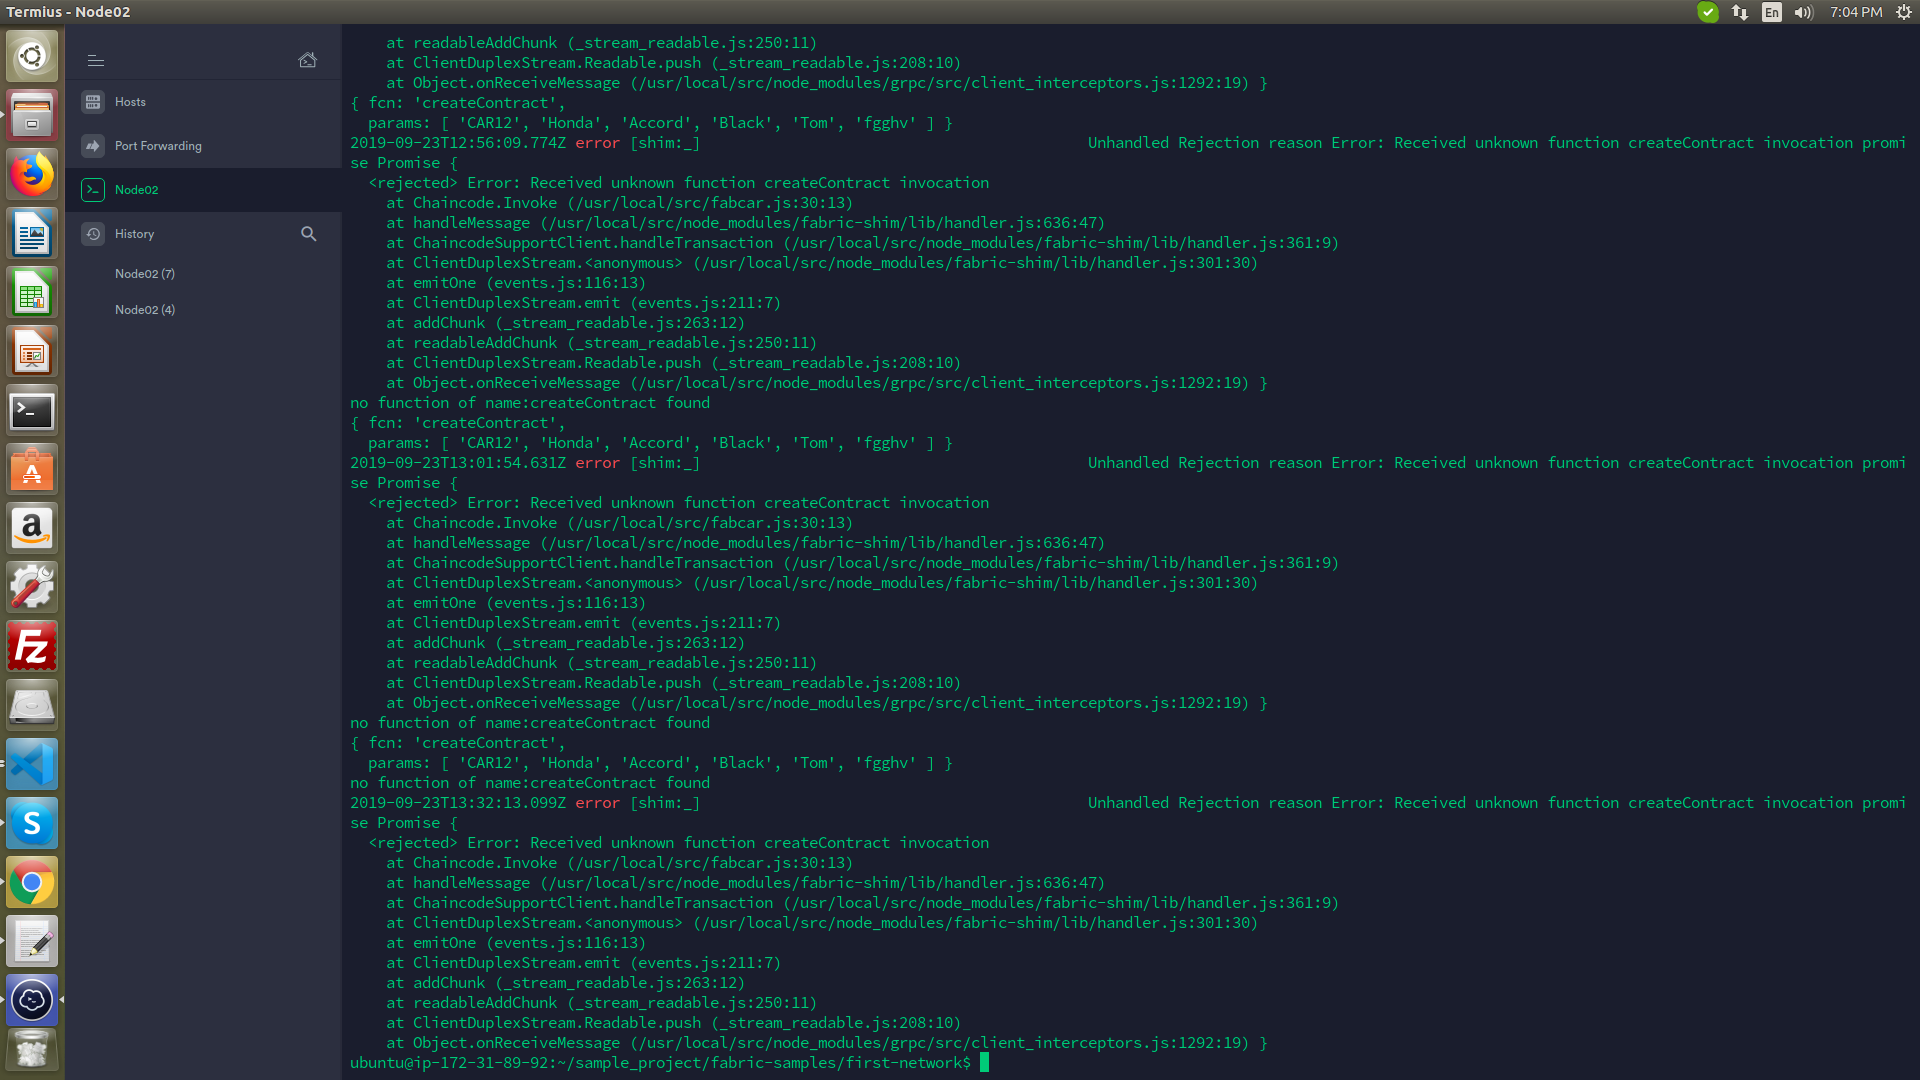 Termius - Node02
En
7:04 PM
Hosts
Port Forwarding
Node02
History
Node02 (7)
Node02 (4)
    at readableAddChunk (_stream_readable.js:250:11)
    at ClientDuplexStream.Readable.push (_stream_readable.js:208:10)
    at Object.onReceiveMessage (/usr/local/src/node_modules/grpc/src/client_interceptors.js:1292:19) }
{ fcn: 'createContract',
  params: [ 'CAR12', 'Honda', 'Accord', 'Black', 'Tom', 'fgghv' ] }
2019-09-23T12:56:09.774Z error [shim:_] Unhandled Rejection reason Error: Received unknown function createContract invocation promi
se Promise {
  <rejected> Error: Received unknown function createContract invocation
    at Chaincode.Invoke (/usr/local/src/fabcar.js:30:13)
    at handleMessage (/usr/local/src/node_modules/fabric-shim/lib/handler.js:636:47)
    at ChaincodeSupportClient.handleTransaction (/usr/local/src/node_modules/fabric-shim/lib/handler.js:361:9)
    at ClientDuplexStream.<anonymous> (/usr/local/src/node_modules/fabric-shim/lib/handler.js:301:30)
    at emitOne (events.js:116:13)
    at ClientDuplexStream.emit (events.js:211:7)
    at addChunk (_stream_readable.js:263:12)
    at readableAddChunk (_stream_readable.js:250:11)
    at ClientDuplexStream.Readable.push (_stream_readable.js:208:10)
    at Object.onReceiveMessage (/usr/local/src/node_modules/grpc/src/client_interceptors.js:1292:19) }
no function of name:createContract found
{ fcn: 'createContract',
  params: [ 'CAR12', 'Honda', 'Accord', 'Black', 'Tom', 'fgghv' ] }
2019-09-23T13:01:54.631Z error [shim:_] Unhandled Rejection reason Error: Received unknown function createContract invocation promi
se Promise {
  <rejected> Error: Received unknown function createContract invocation
    at Chaincode.Invoke (/usr/local/src/fabcar.js:30:13)
    at handleMessage (/usr/local/src/node_modules/fabric-shim/lib/handler.js:636:47)
    at ChaincodeSupportClient.handleTransaction (/usr/local/src/node_modules/fabric-shim/lib/handler.js:361:9)
    at ClientDuplexStream.<anonymous> (/usr/local/src/node_modules/fabric-shim/lib/handler.js:301:30)
    at emitOne (events.js:116:13)
    at ClientDuplexStream.emit (events.js:211:7)
    at addChunk (_stream_readable.js:263:12)
    at readableAddChunk (_stream_readable.js:250:11)
    at ClientDuplexStream.Readable.push (_stream_readable.js:208:10)
    at Object.onReceiveMessage (/usr/local/src/node_modules/grpc/src/client_interceptors.js:1292:19) }
no function of name:createContract found
{ fcn: 'createContract',
  params: [ 'CAR12', 'Honda', 'Accord', 'Black', 'Tom', 'fgghv' ] }
no function of name:createContract found
2019-09-23T13:32:13.099Z error [shim:_] Unhandled Rejection reason Error: Received unknown function createContract invocation promi
se Promise {
  <rejected> Error: Received unknown function createContract invocation
    at Chaincode.Invoke (/usr/local/src/fabcar.js:30:13)
    at handleMessage (/usr/local/src/node_modules/fabric-shim/lib/handler.js:636:47)
    at ChaincodeSupportClient.handleTransaction (/usr/local/src/node_modules/fabric-shim/lib/handler.js:361:9)
    at ClientDuplexStream.<anonymous> (/usr/local/src/node_modules/fabric-shim/lib/handler.js:301:30)
    at emitOne (events.js:116:13)
    at ClientDuplexStream.emit (events.js:211:7)
    at addChunk (_stream_readable.js:263:12)
    at readableAddChunk (_stream_readable.js:250:11)
    at ClientDuplexStream.Readable.push (_stream_readable.js:208:10)
    at Object.onReceiveMessage (/usr/local/src/node_modules/grpc/src/client_interceptors.js:1292:19) }
ubuntu@ip-172-31-89-92:~/sample_project/fabric-samples/first-network$